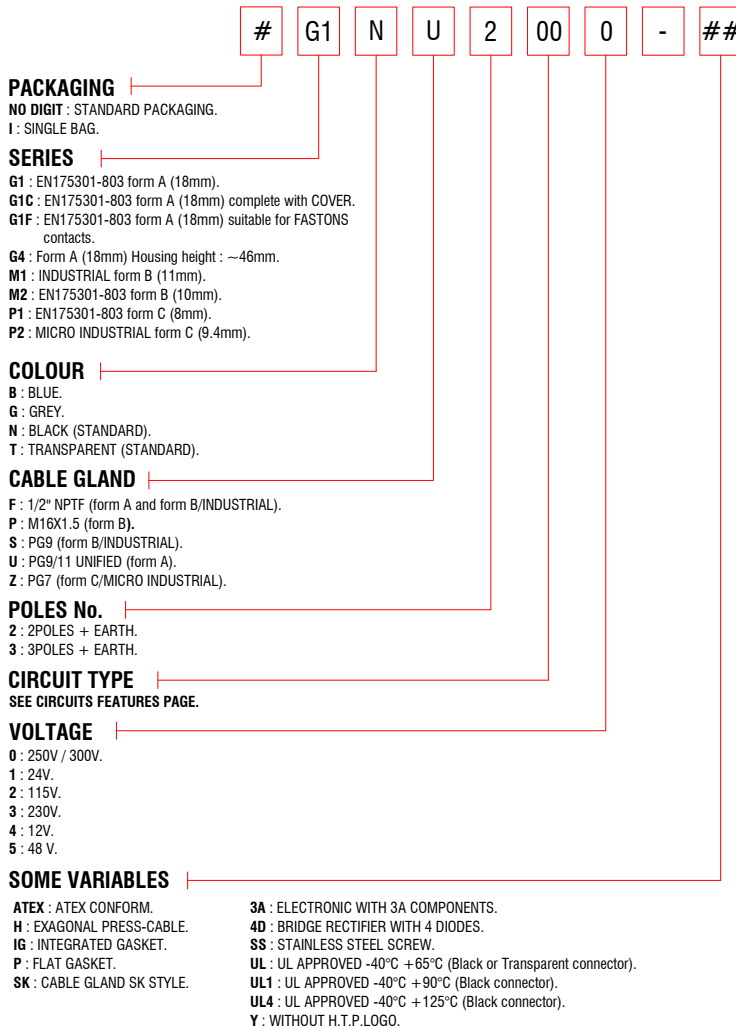 # G1 N U 2 00 0 - ##
PACKAGING
NO DIGIT : STANDARD PACKAGING.
I : SINGLE BAG.
SERIES
G1 : EN175301-803 form A (18mm).
G1C : EN175301-803 form A (18mm) complete with COVER.
G1F : EN175301-803 form A (18mm) suitable for FASTONS
contacts.
G4 : Form A (18mm) Housing height : ~46mm.
M1 : INDUSTRIAL form B (11mm).
M2 : EN175301-803 form B (10mm).
P1 : EN175301-803 form C (8mm).
P2 : MICRO INDUSTRIAL form C (9.4mm).
COLOUR
B : BLUE.
G : GREY.
N : BLACK (STANDARD).
T : TRANSPARENT (STANDARD).
CABLE GLAND
F : 1/2" NPTF (form A and form B/INDUSTRIAL).
P : M16X1.5 (form B).
S : PG9 (form B/INDUSTRIAL).
U : PG9/11 UNIFIED (form A).
Z : PG7 (form C/MICRO INDUSTRIAL).
POLES No.
2 : 2POLES + EARTH.
3 : 3POLES + EARTH.
CIRCUIT TYPE
SEE CIRCUITS FEATURES PAGE.
VOLTAGE
0 : 250V / 300V.
1 : 24V.
2 : 115V.
3 : 230V.
4 : 12V.
5 : 48 V.
SOME VARIABLES
ATEX : ATEX CONFORM.
H : EXAGONAL PRESS-CABLE.
IG : INTEGRATED GASKET.
P : FLAT GASKET.
SK : CABLE GLAND SK STYLE.
3A : ELECTRONIC WITH 3A COMPONENTS.
4D : BRIDGE RECTIFIER WITH 4 DIODES.
SS : STAINLESS STEEL SCREW.
UL : UL APPROVED -40°C +65°C (Black or Transparent connector).
UL1 : UL APPROVED -40°C +90°C (Black connector).
UL4 : UL APPROVED -40°C +125°C (Black connector).
Y : WITHOUT H.T.P.LOGO.